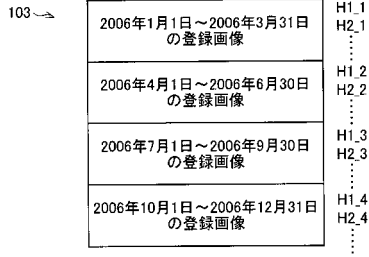 103
2006年1月1日～2006年3月31日
の登録画像
H1_1
H2_1
2006年4月1日～2006年6月30日
の登録画像
H1_2
H2_2
2006年7月1日～2006年9月30日
の登録画像
H1_3
H2_3
2006年10月1日～2006年12月31日
の登録画像
H1_4
H2_4